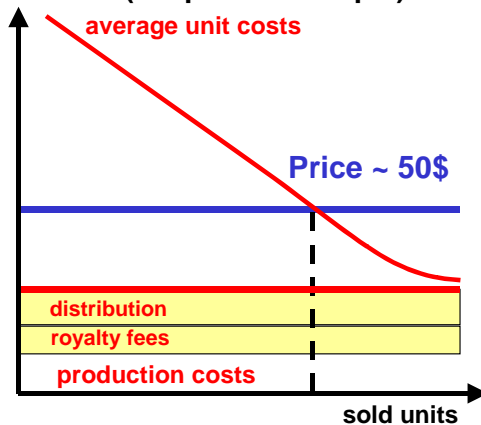 average unit costs
Price ~ 50$
distribution
royalty fees
production costs
sold units